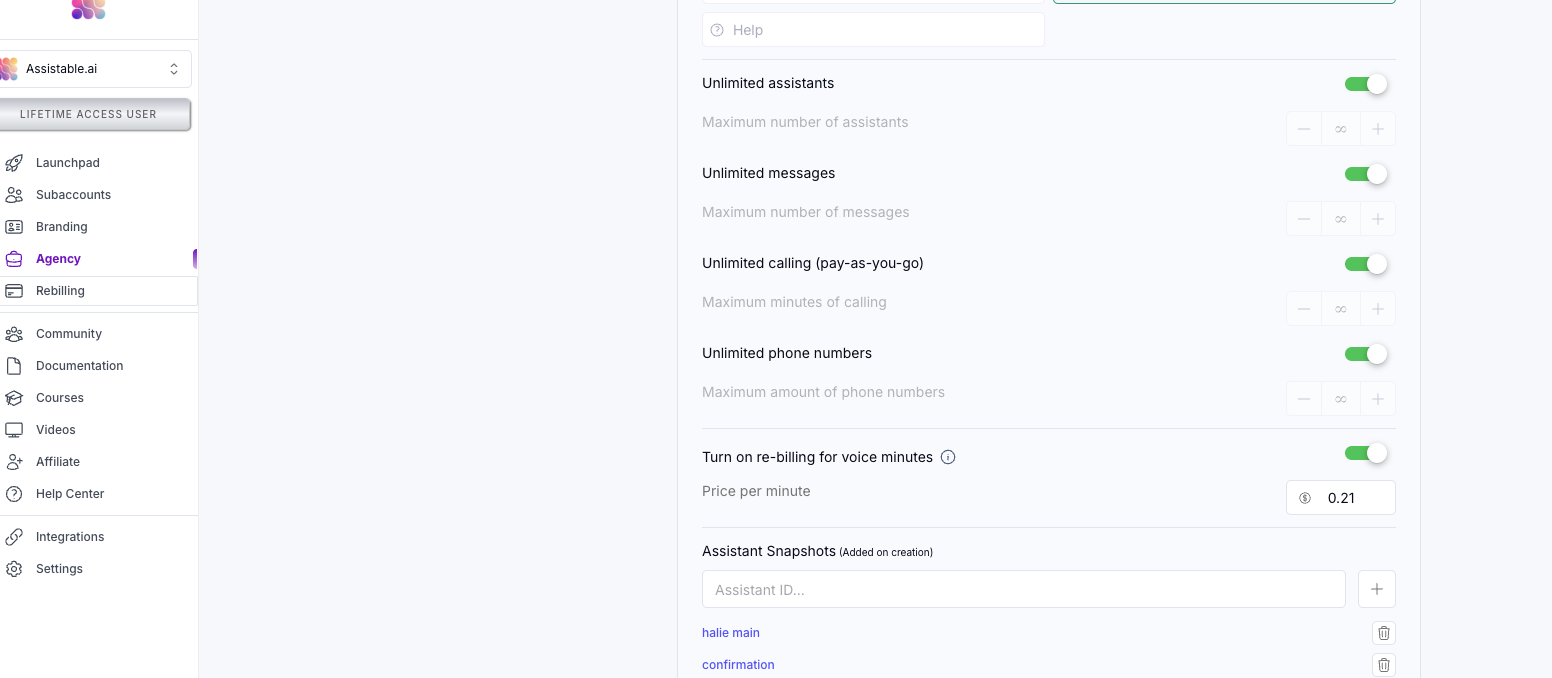 Assistable.ai
LIFETIME ACCESS USER
Launchpad
Subaccounts
Branding
Agency
Rebilling
Community
Documentation
Courses
Videos
Affiliate
Help Center
Integrations
Settings
Help
Unlimited assistants
Maximum number of assistants
∞
Unlimited messages
Maximum number of messages
∞
Unlimited calling (pay-as-you-go)
Maximum minutes of calling
∞
Unlimited phone numbers
Maximum amount of phone numbers
∞
Turn on re-billing for voice minutes
Price per minute
0.21
Assistant Snapshots (Added on creation)
Assistant ID...
halie main
confirmation